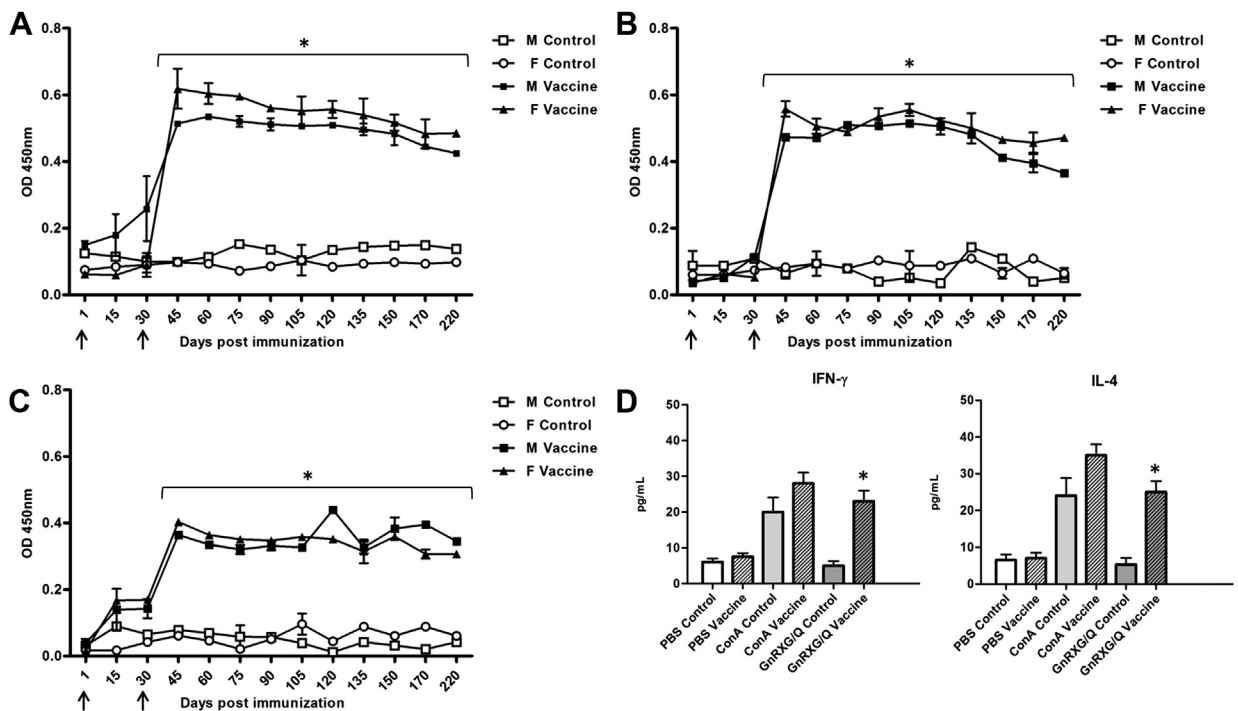 A
0.8
0.6
0.4
0.2
0.0
OD 450nm
1 15 30 45 60 75 90 105 120 135 150 170 220
Days post immunization
*
M Control
F Control
M Vaccine
F Vaccine
B
0.8
0.6
0.4
0.2
0.0
OD 450nm
1 15 30 45 60 75 90 105 120 135 150 170 220
Days post immunization
*
M Control
F Control
M Vaccine
F Vaccine
C
0.8
0.6
0.4
0.2
0.0
OD 450nm
1 15 30 45 60 75 90 105 120 135 150 170 220
Days post immunization
*
M Control
F Control
M Vaccine
F Vaccine
D
IFN-γ
50
40
30
20
10
0
pg/mL
*
PBS Control
PBS Vaccine
ConA Control
ConA Vaccine
GnRXG/Q Control
GnRXG/Q Vaccine
IL-4
50
40
30
20
10
0
pg/mL
*
PBS Control
PBS Vaccine
ConA Control
ConA Vaccine
GnRXG/Q Control
GnRXG/Q Vaccine